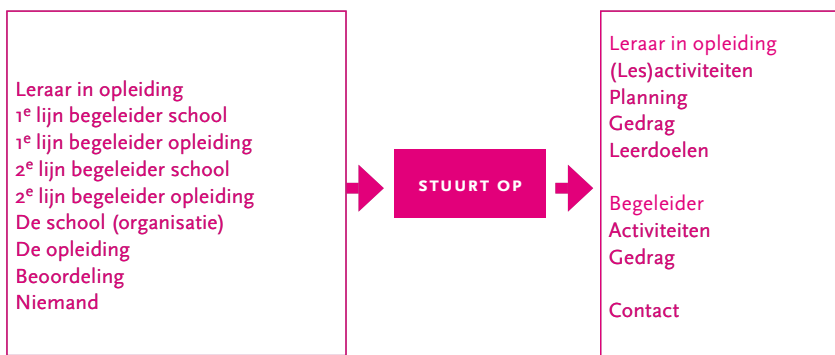 Leraar in opleiding
1e lijn begeleider school
1e lijn begeleider opleiding
2e lijn begeleider school
2e lijn begeleider opleiding
De school (organisatie)
De opleiding
Beoordeling
Niemand
STUURT OP
Leraar in opleiding
(Les)activiteiten
Planning
Gedrag
Leerdoelen
Begeleider
Activiteiten
Gedrag
Contact